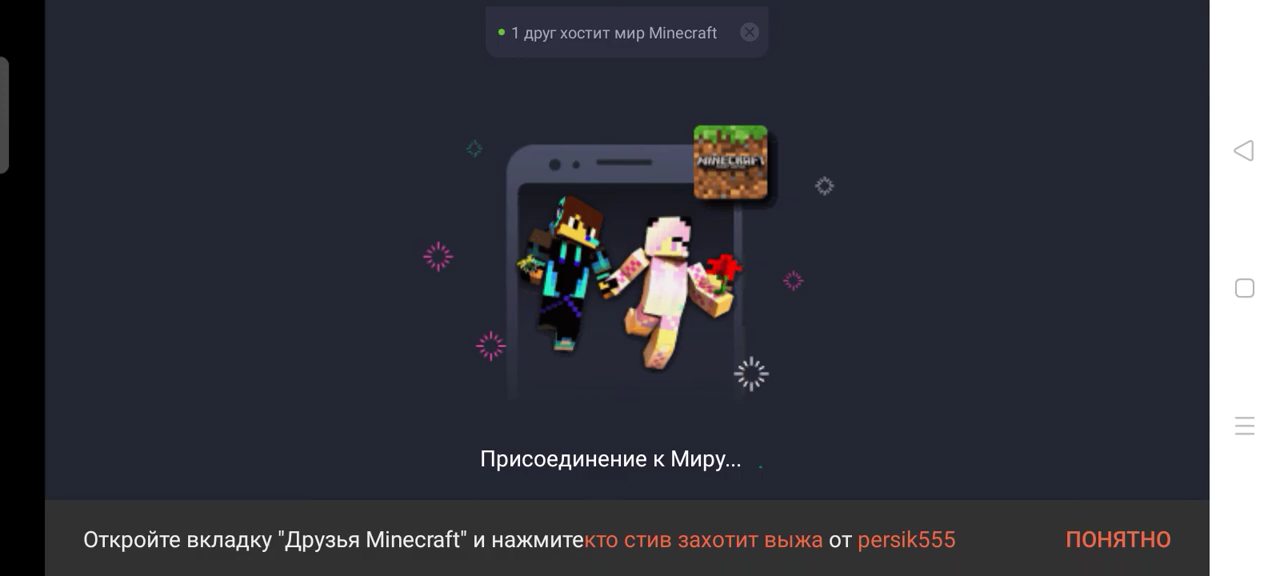 1 друг хостит мир Minecraft
MINECRAFT
Присоединение к Миру...
Откройте вкладку "Друзья Minecraft" и нажмитекто стив захотит выжа от persik555
ПОНЯТНО